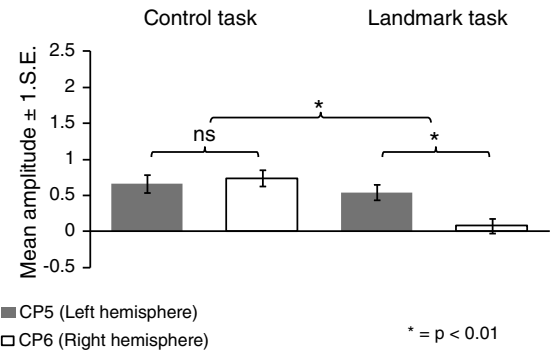 Control task Landmark task
Mean amplitude ± 1.S.E.
2.5
2
1.5
1
0.5
0
-0.5
*
ns
*
CP5 (Left hemisphere)
CP6 (Right hemisphere)
* = p < 0.01